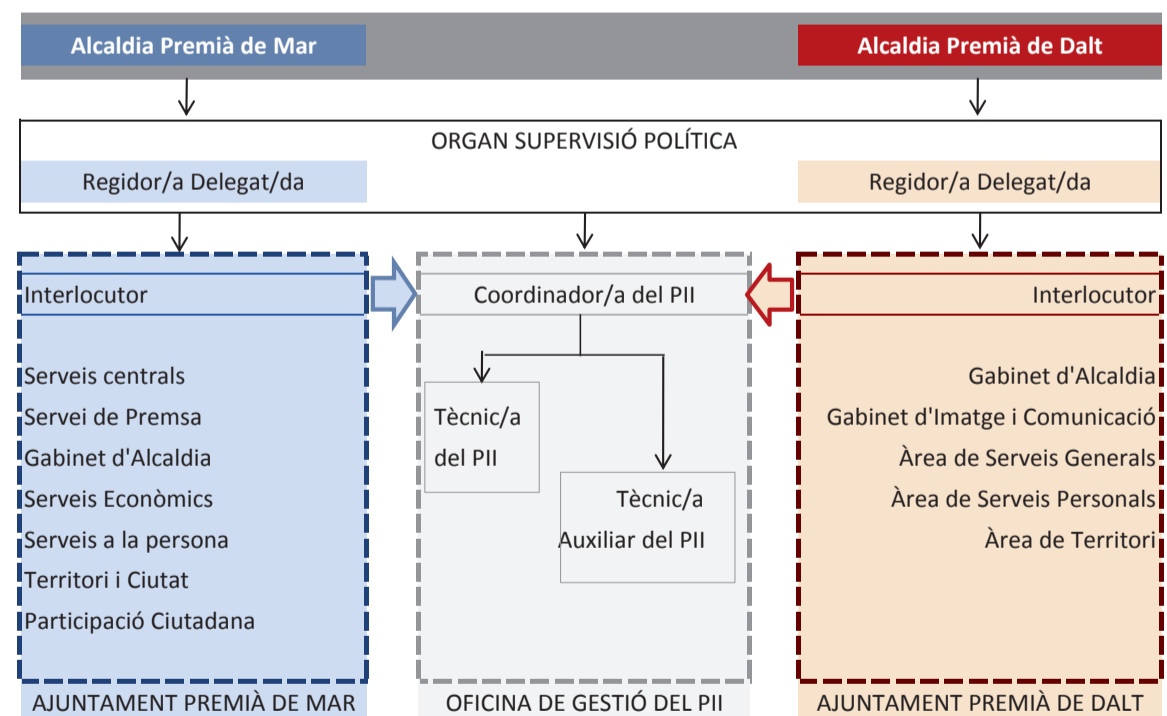 Alcaldia Premià de Mar
Alcaldia Premià de Dalt
ORGAN SUPERVISIÓ POLÍTICA
Regidor/a Delegat/da
Regidor/a Delegat/da
Interlocutor
Serveis centrals
Servei de Premsa
Gabinet d'Alcaldia
Serveis Econòmics
Serveis a la persona
Territori i Ciutat
Participació Ciutadana
AJUNTAMENT PREMIÀ DE MAR
Coordinador/a del PII
Tècnic/a
del PII
Tècnic/a
Auxiliar del PII
OFICINA DE GESTIÓ DEL PII
Interlocutor
Gabinet d'Alcaldia
Gabinet d'Imatge i Comunicació
Àrea de Serveis Generals
Àrea de Serveis Personals
Àrea de Territori
AJUNTAMENT PREMIÀ DE DALT